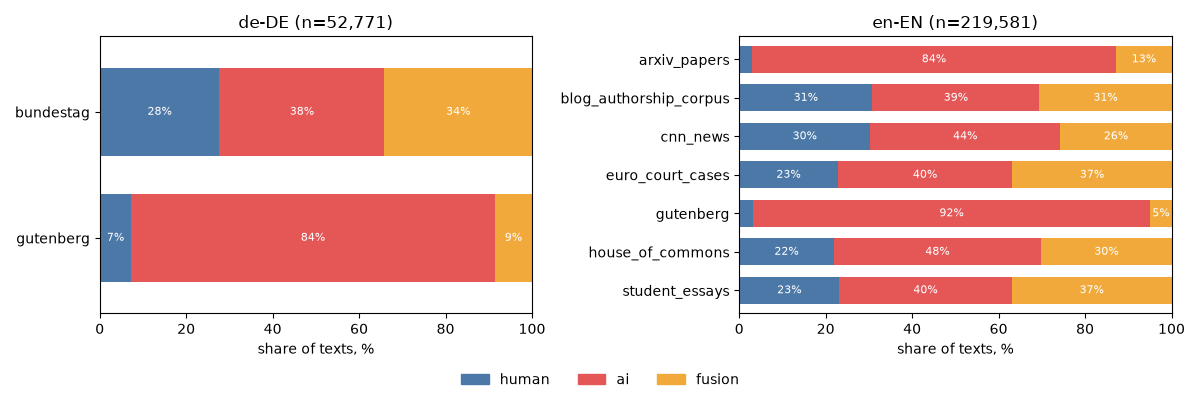 de-DE (n=52,771)
bundestag
28%
38%
34%
gutenberg
7%
84%
9%
0
20
40
60
80
100
share of texts, %
en-EN (n=219,581)
arxiv_papers
84%
13%
blog_authorship_corpus
31%
39%
31%
cnn_news
30%
44%
26%
euro_court_cases
23%
40%
37%
gutenberg
92%
5%
house_of_commons
22%
48%
30%
student_essays
23%
40%
37%
0
20
40
60
80
100
share of texts, %
human
ai
fusion